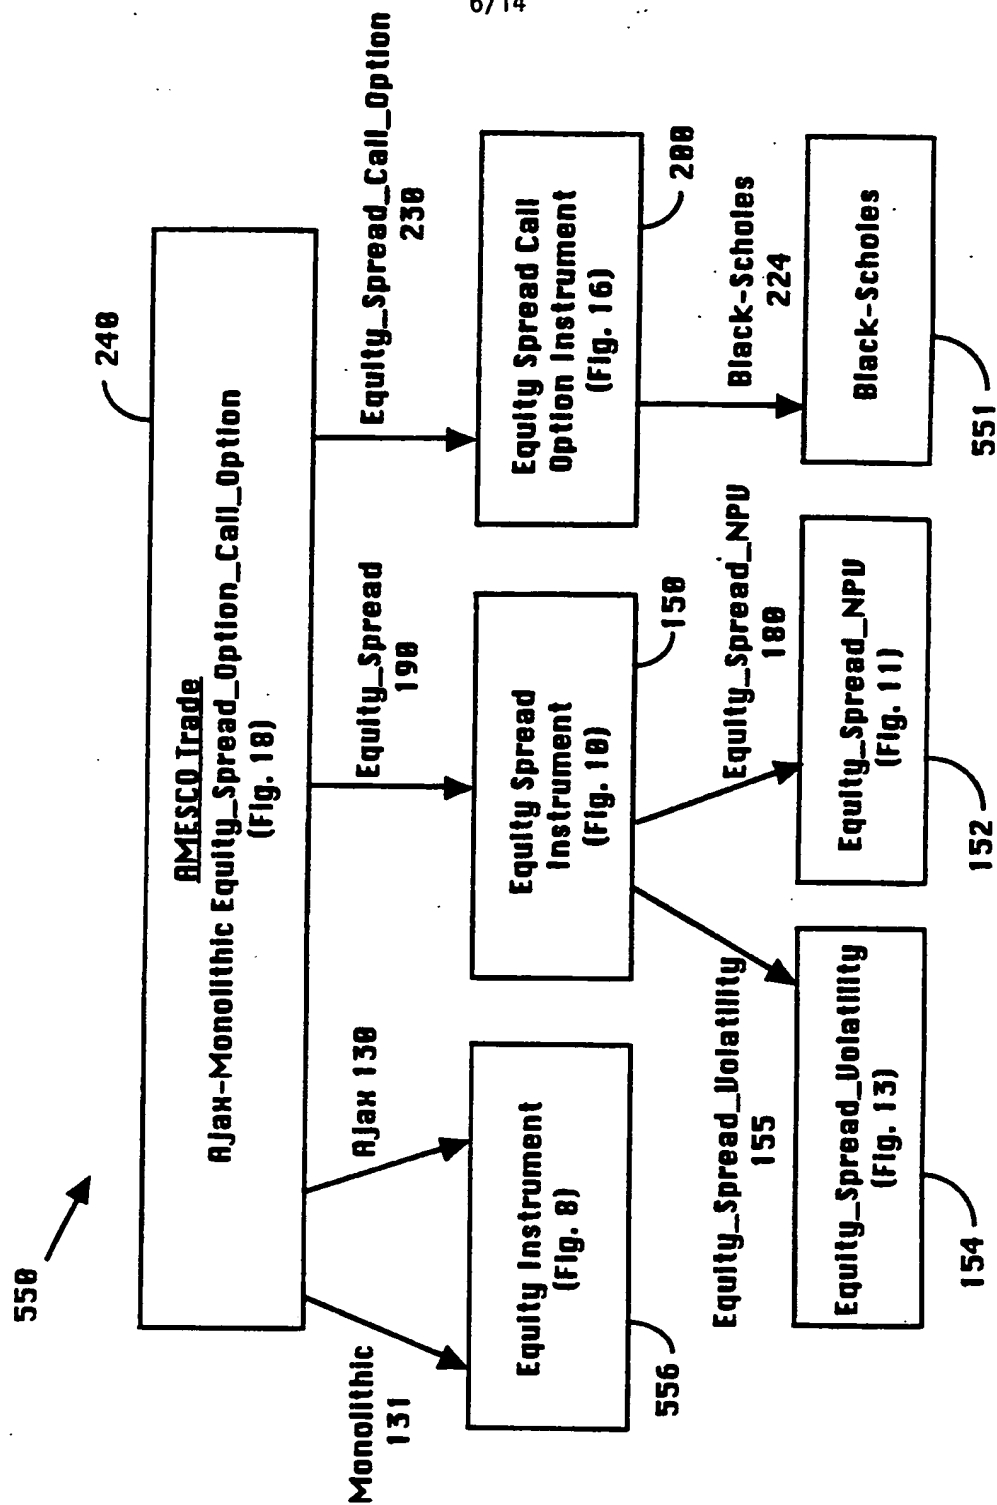 6/14
550
240
AMESCO Trade
Ajax-Monolithic Equity_Spread_Option_Call_Option
(Fig. 18)
Monolithic
131
Ajax 130
Equity_Spread
190
Equity_Spread_Call_Option
230
Equity Instrument
(Fig. 8)
556
Equity Spread
Instrument
(Fig. 10)
150
Equity Spread Call
Option Instrument
(Fig. 16)
200
Equity_Spread_Volatility
155
Equity_Spread_NPV
180
Black-Scholes
224
Equity_Spread_Volatility
(Fig. 13)
154
Equity_Spread_NPV
(Fig. 11)
152
Black-Scholes
551